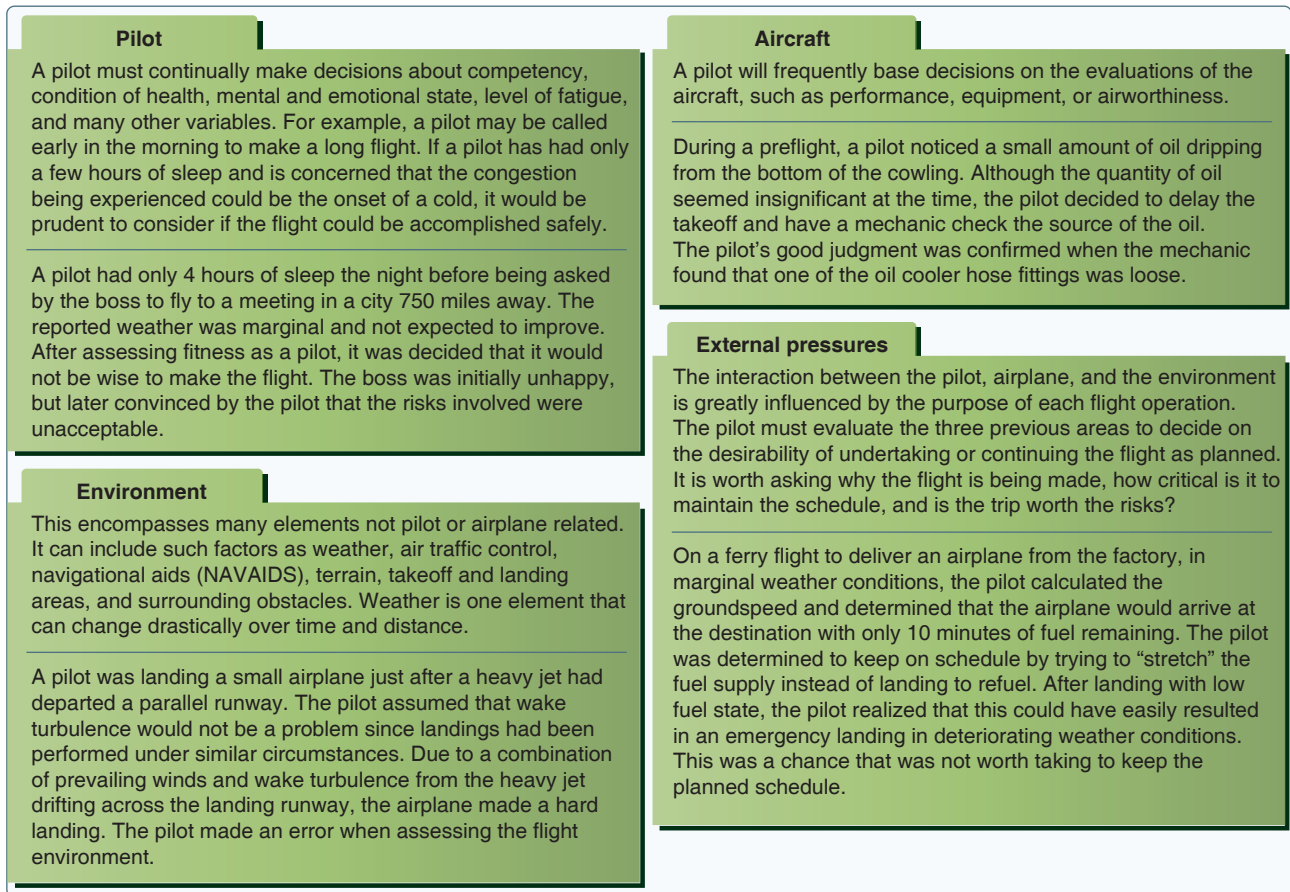 Pilot
A pilot must continually make decisions about competency,
condition of health, mental and emotional state, level of fatigue,
and many other variables. For example, a pilot may be called
early in the morning to make a long flight. If a pilot has had only
a few hours of sleep and is concerned that the congestion
being experienced could be the onset of a cold, it would be
prudent to consider if the flight could be accomplished safely.
A pilot had only 4 hours of sleep the night before being asked
by the boss to fly to a meeting in a city 750 miles away. The
reported weather was marginal and not expected to improve.
After assessing fitness as a pilot, it was decided that it would
not be wise to make the flight. The boss was initially unhappy,
but later convinced by the pilot that the risks involved were
unacceptable.
Environment
This encompasses many elements not pilot or airplane related.
It can include such factors as weather, air traffic control,
navigational aids (NAVAIDS), terrain, takeoff and landing
areas, and surrounding obstacles. Weather is one element that
can change drastically over time and distance.
A pilot was landing a small airplane just after a heavy jet had
departed a parallel runway. The pilot assumed that wake
turbulence would not be a problem since landings had been
performed under similar circumstances. Due to a combination
of prevailing winds and wake turbulence from the heavy jet
drifting across the landing runway, the airplane made a hard
landing. The pilot made an error when assessing the flight
environment.
Aircraft
A pilot will frequently base decisions on the evaluations of the
aircraft, such as performance, equipment, or airworthiness.
During a preflight, a pilot noticed a small amount of oil dripping
from the bottom of the cowling. Although the quantity of oil
seemed insignificant at the time, the pilot decided to delay the
takeoff and have a mechanic check the source of the oil.
The pilot's good judgment was confirmed when the mechanic
found that one of the oil cooler hose fittings was loose.
External pressures
The interaction between the pilot, airplane, and the environment
is greatly influenced by the purpose of each flight operation.
The pilot must evaluate the three previous areas to decide on
the desirability of undertaking or continuing the flight as planned.
It is worth asking why the flight is being made, how critical is it to
maintain the schedule, and is the trip worth the risks?
On a ferry flight to deliver an airplane from the factory, in
marginal weather conditions, the pilot calculated the
groundspeed and determined that the airplane would arrive at
the destination with only 10 minutes of fuel remaining. The pilot
was determined to keep on schedule by trying to “stretch” the
fuel supply instead of landing to refuel. After landing with low
fuel state, the pilot realized that this could have easily resulted
in an emergency landing in deteriorating weather conditions.
This was a chance that was not worth taking to keep the
planned schedule.